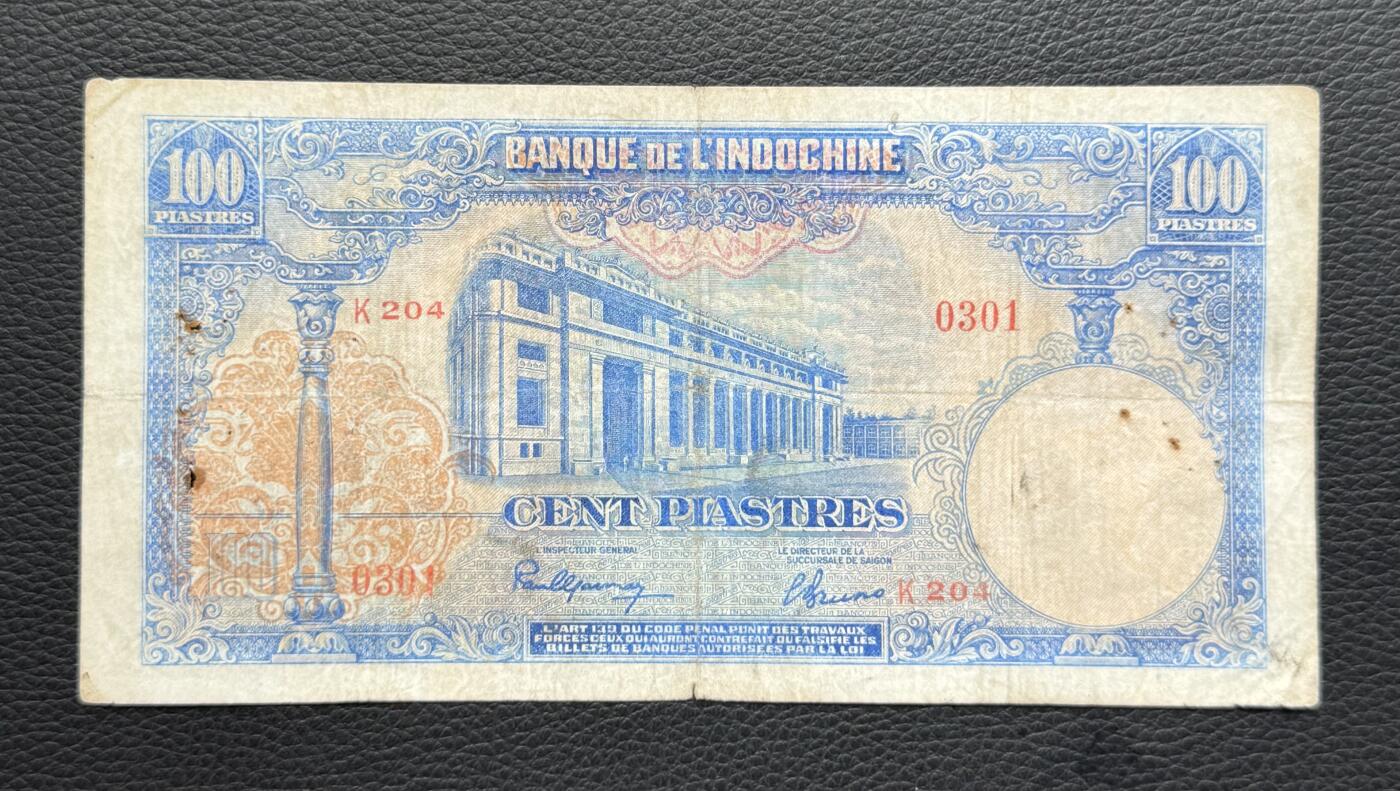 BANQUE DE L'INDOCHINE
100
PIASTRES
100
PIASTRES
K 204
0301
CENT PIASTRES
L'INSPECTEUR GENERAL
LE DIRECTEUR DE LA
SUCCURSALE DE SAIGON
0301
K 204
L'ART 139 DU CODE PENAL PUNIT DES TRAVAUX
FORCES CEUX QUI AURONT CONTREFAIT OU FALSIFIE LES
BILLETS DE BANQUES AUTORISEES PAR LA LOI